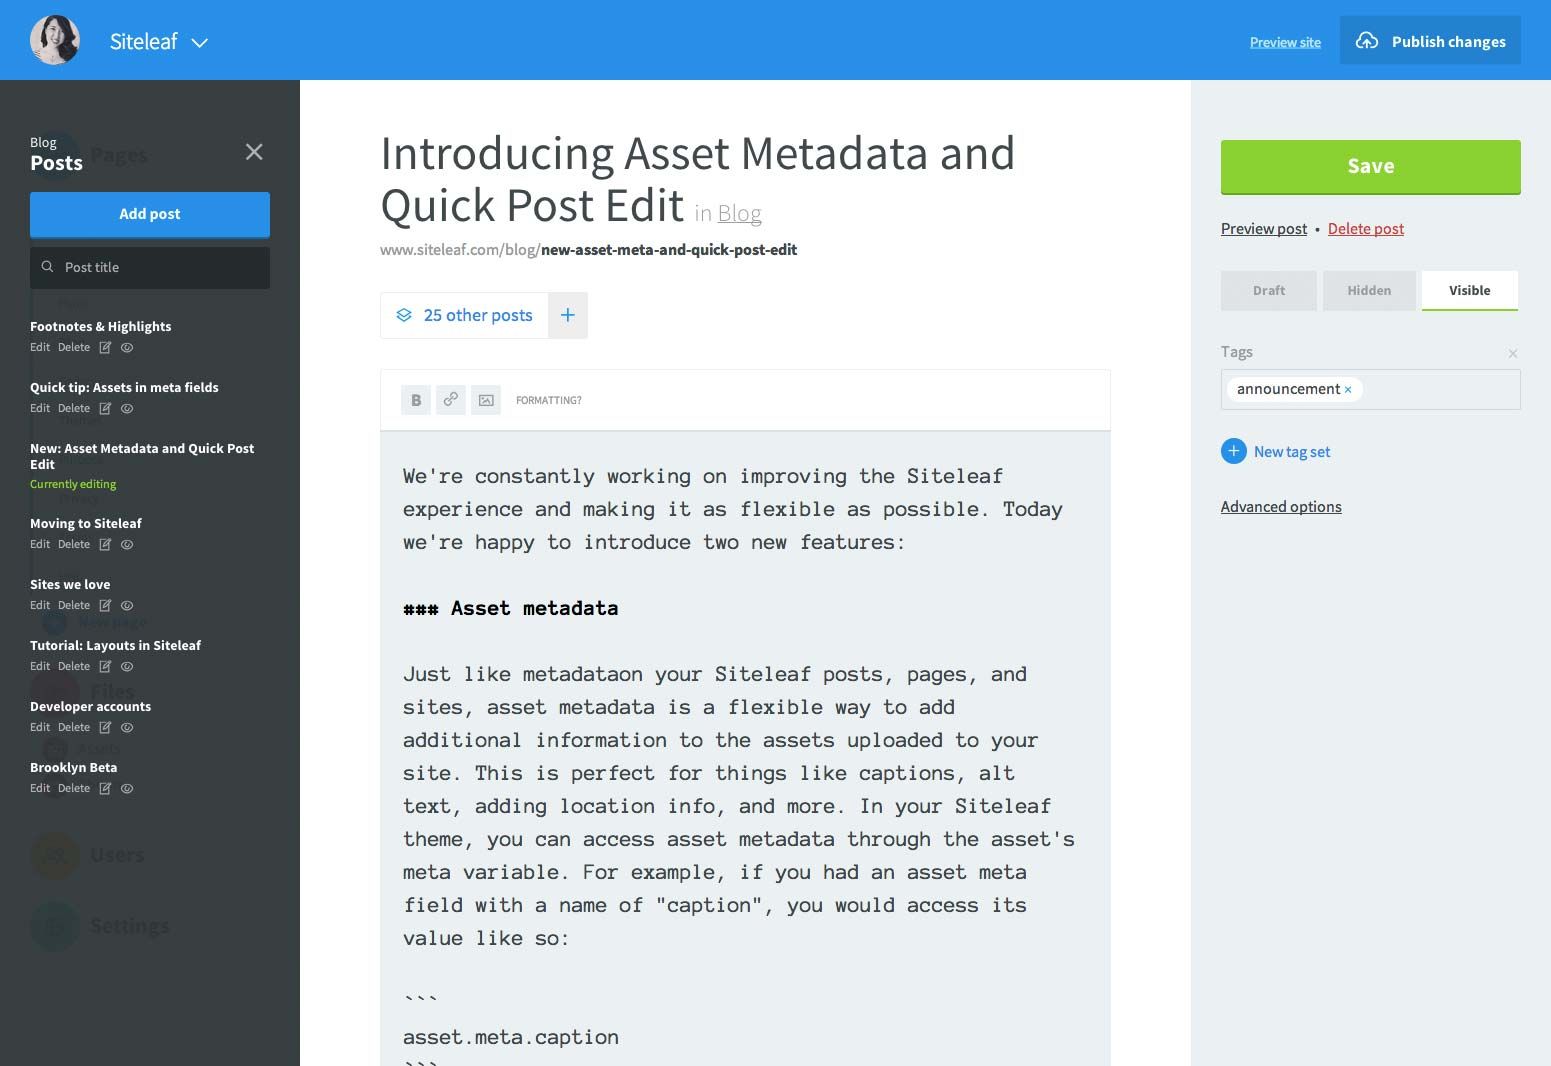 Siteleaf
Preview site
Publish changes
Blog
Posts
Pages
Add post
Post title
Footnotes & Highlights
Edit Delete
Quick tip: Assets in meta fields
Edit Delete
Themes
New: Asset Metadata and Quick Post
Edit
Currently editing
Privacy
Moving to Siteleaf
Edit Delete
Sites we love
Edit Delete
New page
Tutorial: Layouts in Siteleaf
Edit Delete
Files
Developer accounts
Edit Delete
Assets
Brooklyn Beta
Edit Delete
Users
Settings
Introducing Asset Metadata and
Quick Post Edit in Blog
www.siteleaf.com/blog/new-asset-meta-and-quick-post-edit
25 other posts +
B FORMATTING?
We're constantly working on improving the Siteleaf
experience and making it as flexible as possible. Today
we're happy to introduce two new features:
### Asset metadata
Just like metadataon your Siteleaf posts, pages, and
sites, asset metadata is a flexible way to add
additional information to the assets uploaded to your
site. This is perfect for things like captions, alt
text, adding location info, and more. In your Siteleaf
theme, you can access asset metadata through the asset's
meta variable. For example, if you had an asset meta
field with a name of "caption", you would access its
value like so:
```
asset.meta.caption
```
Save
Preview post • Delete post
Draft Hidden Visible
Tags ×
announcement ×
+ New tag set
Advanced options